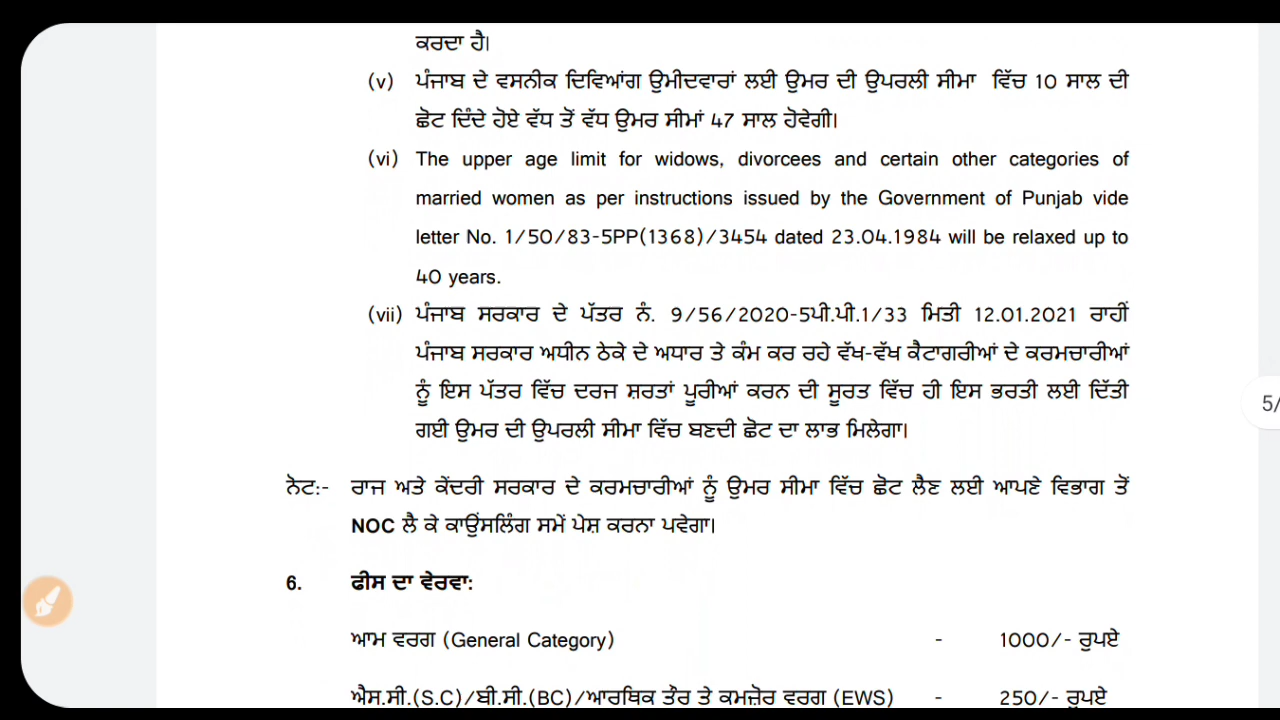 ਕਰਦਾ ਹੈ।
(v) ਪੰਜਾਬ ਦੇ ਵਸਨੀਕ ਦਿਵਿਆਂਗ ਉਮੀਦਵਾਰਾਂ ਲਈ ਉਮਰ ਦੀ ਉਪਰਲੀ ਸੀਮਾ ਵਿੱਚ 10 ਸਾਲ ਦੀ
ਛੋਟ ਦਿੰਦੇ ਹੋਏ ਵੱਧ ਤੋਂ ਵੱਧ ਉਮਰ ਸੀਮਾਂ 47 ਸਾਲ ਹੋਵੇਗੀ।
(vi) The upper age limit for widows, divorcees and certain other categories of
married women as per instructions issued by the Government of Punjab vide
letter No. 1/50/83-5PP(1368)/3454 dated 23.04.1984 will be relaxed up to
40 years.
(vii) ਪੰਜਾਬ ਸਰਕਾਰ ਦੇ ਪੱਤਰ ਨੰ. 9/56/2020-5ਪੀ.ਪੀ.1/33 ਮਿਤੀ 12.01.2021 ਰਾਹੀਂ
ਪੰਜਾਬ ਸਰਕਾਰ ਅਧੀਨ ਠੇਕੇ ਦੇ ਅਧਾਰ ਤੇ ਕੰਮ ਕਰ ਰਹੇ ਵੱਖ-ਵੱਖ ਕੈਟਾਗਰੀਆਂ ਦੇ ਕਰਮਚਾਰੀਆਂ
ਨੂੰ ਇਸ ਪੱਤਰ ਵਿੱਚ ਦਰਜ ਸ਼ਰਤਾਂ ਪੂਰੀਆਂ ਕਰਨ ਦੀ ਸੂਰਤ ਵਿੱਚ ਹੀ ਇਸ ਭਰਤੀ ਲਈ ਦਿੱਤੀ
ਗਈ ਉਮਰ ਦੀ ਉਪਰਲੀ ਸੀਮਾ ਵਿੱਚ ਬਣਦੀ ਛੋਟ ਦਾ ਲਾਭ ਮਿਲੇਗਾ।
ਨੋਟ:- ਰਾਜ ਅਤੇ ਕੇਂਦਰੀ ਸਰਕਾਰ ਦੇ ਕਰਮਚਾਰੀਆਂ ਨੂੰ ਉਮਰ ਸੀਮਾ ਵਿੱਚ ਛੋਟ ਲੈਣ ਲਈ ਆਪਣੇ ਵਿਭਾਗ ਤੋਂ
NOC ਲੈ ਕੇ ਕਾਉਂਸਲਿੰਗ ਸਮੇਂ ਪੇਸ਼ ਕਰਨਾ ਪਵੇਗਾ।
5/
6. ਫੀਸ ਦਾ ਵੇਰਵਾ:
ਆਮ ਵਰਗ (General Category) - 1000/- ਰੁਪਏ
ਐਸ.ਸੀ.(S.C)/ਬੀ.ਸੀ.(BC)/ਆਰਥਿਕ ਤੌਰ ਤੇ ਕਮਜ਼ੋਰ ਵਰਗ (EWS) - 250/- ਰੁਪਏ